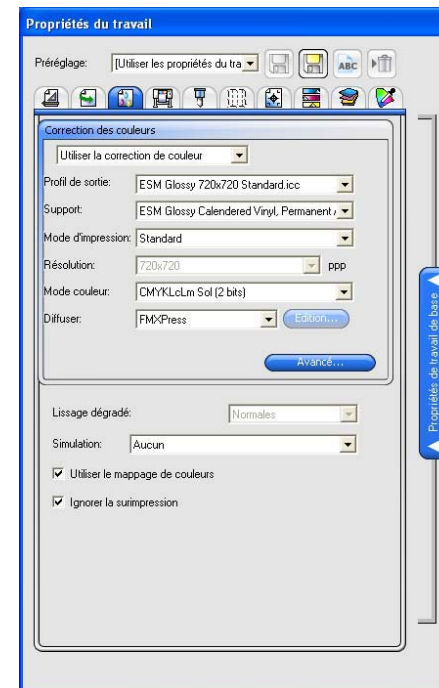 Propriétés du travail
Préréglage: [Utiliser les propriétés du tra
ABC
Correction des couleurs
Utiliser la correction de couleur
Profil de sortie: ESM Glossy 720x720 Standard.icc
Support: ESM Glossy Calendered Vinyl, Permanent
Mode d'impression: Standard
Résolution: 720x720 ppp
Mode couleur: CMYKLcLm Sol (2 bits)
Diffuser: FMXPress Edition...
Avancé...
Lissage dégradé: Normales
Simulation: Aucun
Utiliser le mappage de couleurs
Ignorer la surimpression
Propriétés de travail de base